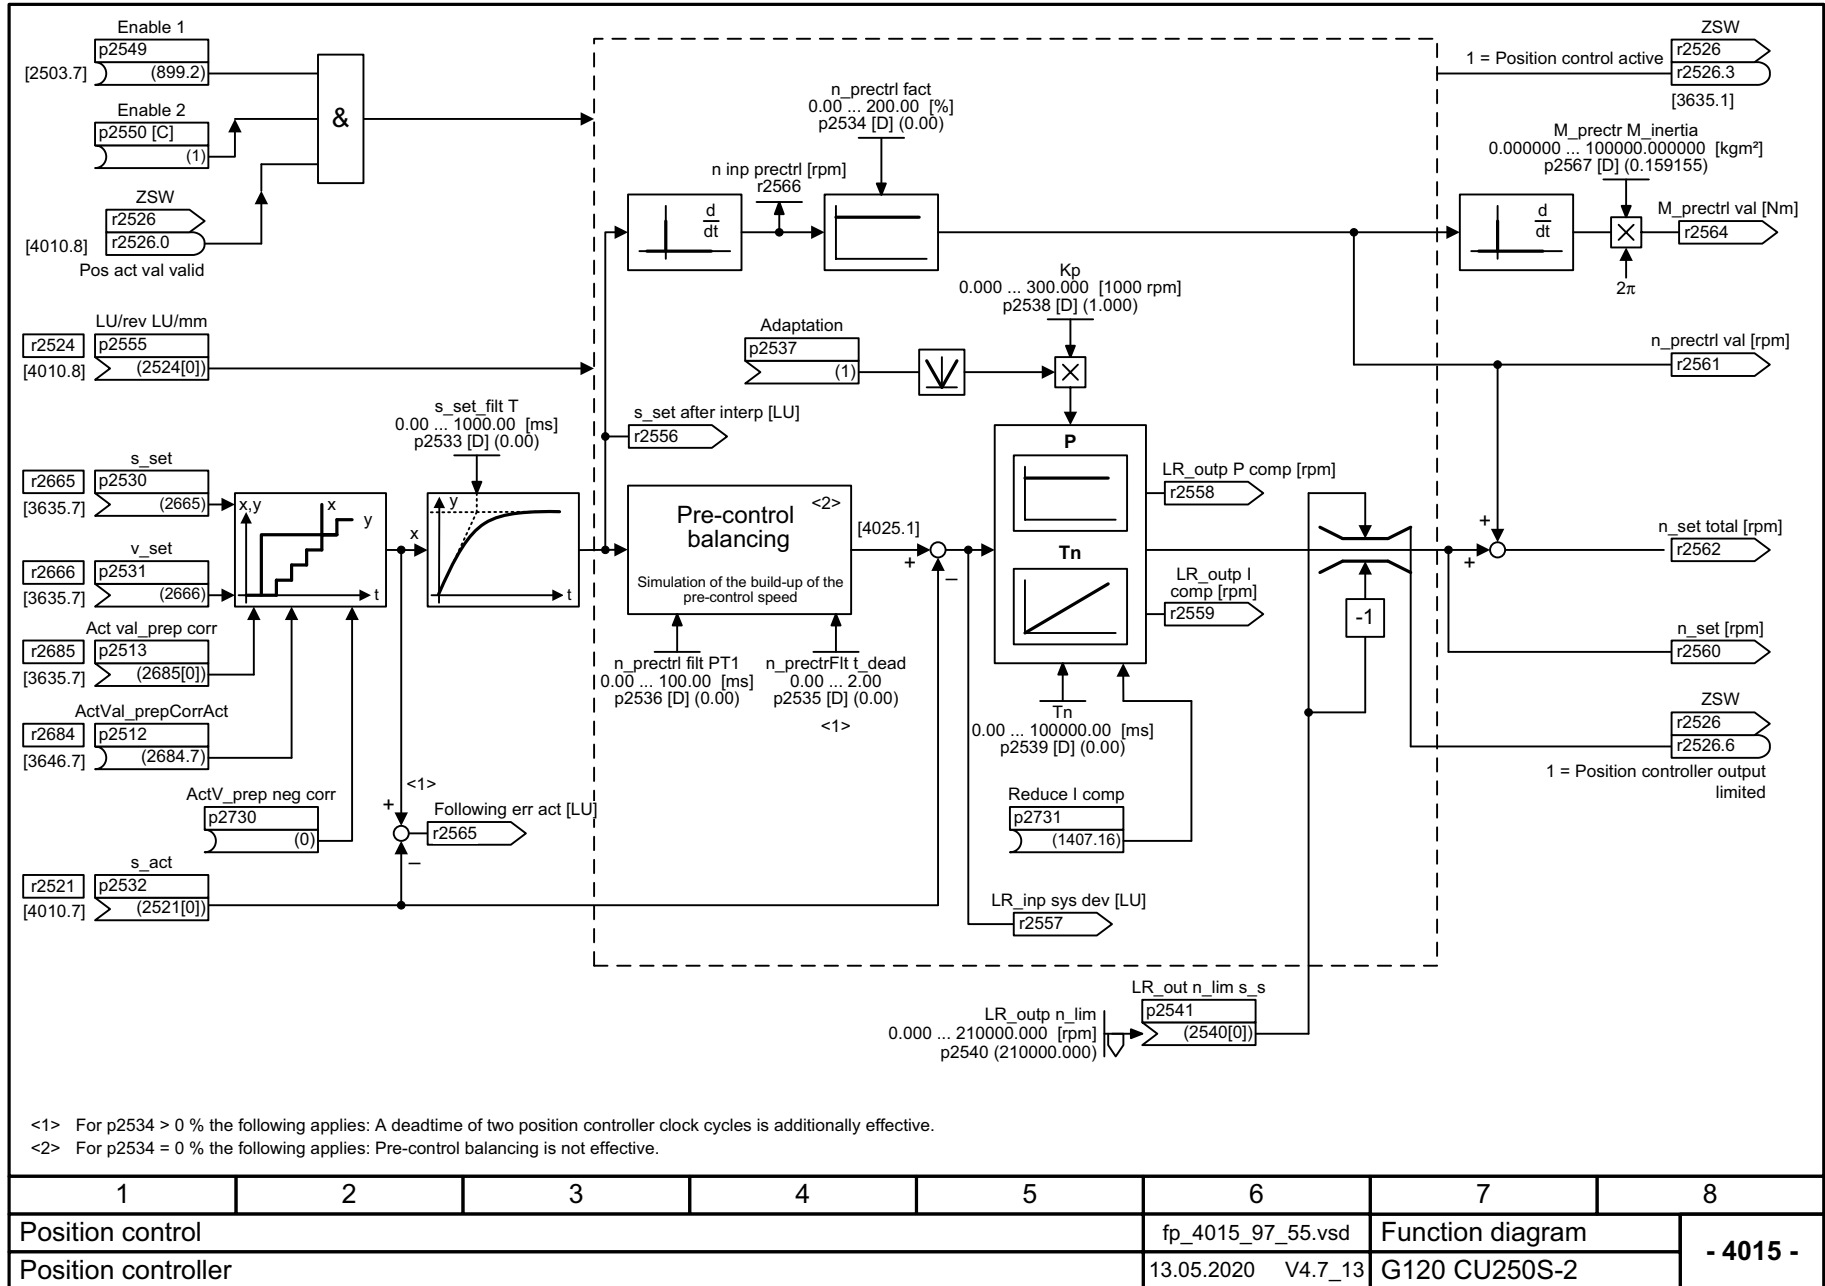 Enable 1
p2549
(899.2)
[2503.7]
Enable 2
p2550 [C]
(1)
&
ZSW
r2526
r2526.0
[4010.8]
Pos act val valid
LU/rev LU/mm
r2524
p2555
(2524[0])
[4010.8]
s_set
r2665
p2530
(2665)
[3635.7]
v_set
r2666
p2531
(2666)
[3635.7]
Act val_prep corr
r2685
p2513
(2685[0])
[3635.7]
ActVal_prepCorrAct
r2684
p2512
(2684.7)
[3646.7]
ActV_prep neg corr
p2730
(0)
s_act
r2521
p2532
(2521[0])
[4010.7]
x,y
x
y
t
x
s_set_filt T
0.00 ... 1000.00 [ms]
p2533 [D] (0.00)
y
t
<1>
+
–
Following err act [LU]
r2565
n_prectrl fact
0.00 ... 200.00 [%]
p2534 [D] (0.00)
n inp prectrl [rpm]
r2566
d
dt
Kp
0.000 ... 300.000 [1000 rpm]
p2538 [D] (1.000)
Adaptation
p2537
(1)
×
s_set after interp [LU]
r2556
Pre-control
balancing
<2>
Simulation of the build-up of the
pre-control speed
n_prectrl filt PT1
0.00 ... 100.00 [ms]
p2536 [D] (0.00)
n_prectrFlt t_dead
0.00 ... 2.00
p2535 [D] (0.00)
<1>
[4025.1]
+
–
P
Tn
LR_outp P comp [rpm]
r2558
LR_outp I
comp [rpm]
r2559
Tn
0.00 ... 100000.00 [ms]
p2539 [D] (0.00)
Reduce I comp
p2731
(1407.16)
LR_inp sys dev [LU]
r2557
LR_outp n_lim
0.000 ... 210000.000 [rpm]
p2540 (210000.000)
LR_out n_lim s_s
p2541
(2540[0])
-1
ZSW
1 = Position control active
r2526
r2526.3
[3635.1]
M_prectr M_inertia
0.000000 ... 100000.000000 [kgm²]
p2567 [D] (0.159155)
d
dt
×
2π
M_prectrl val [Nm]
r2564
n_prectrl val [rpm]
r2561
+
+
n_set total [rpm]
r2562
n_set [rpm]
r2560
ZSW
r2526
r2526.6
1 = Position controller output
limited
<1> For p2534 > 0 % the following applies: A deadtime of two position controller clock cycles is additionally effective.
<2> For p2534 = 0 % the following applies: Pre-control balancing is not effective.
1 2 3 4 5 6 7 8
Position control
fp_4015_97_55.vsd
Function diagram
- 4015 -
Position controller
13.05.2020 V4.7_13
G120 CU250S-2